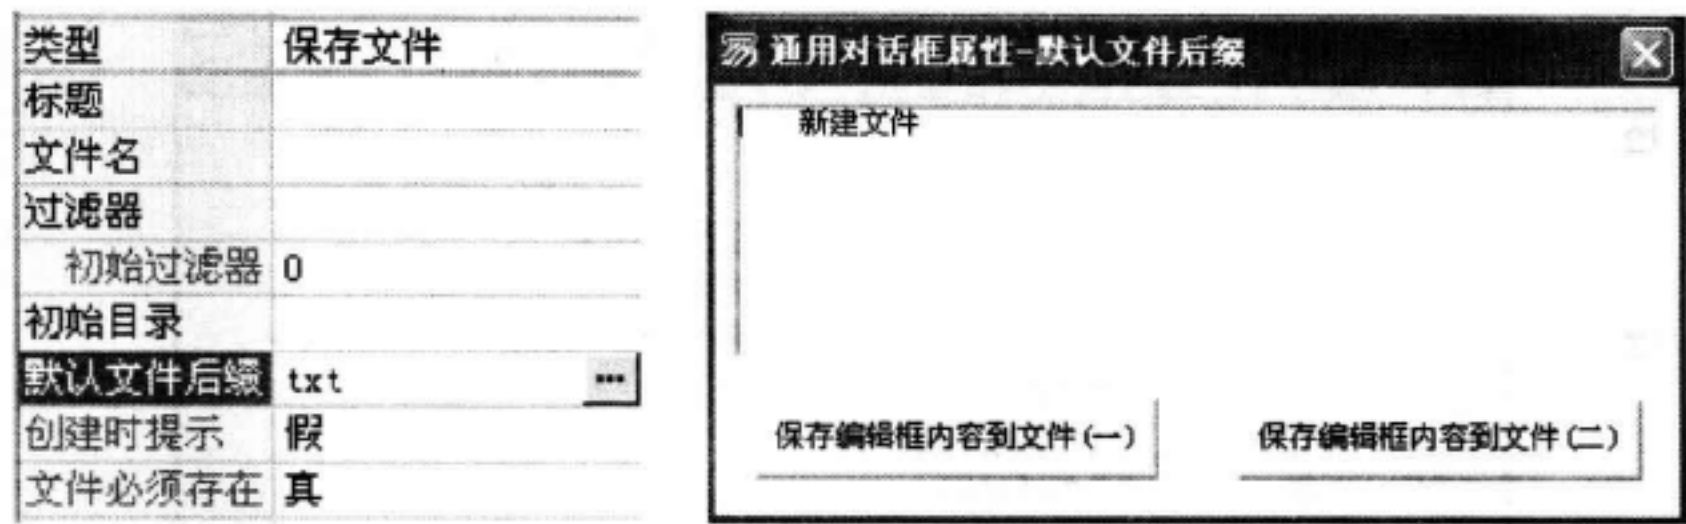 类型 保存文件
标题
文件名
过滤器
初始过滤器 0
初始目录
默认文件后缀 txt ...
创建时提示 假
文件必须存在 真
易 通用对话框属性-默认文件后缀
新建文件
保存编辑框内容到文件(一)
保存编辑框内容到文件(二)